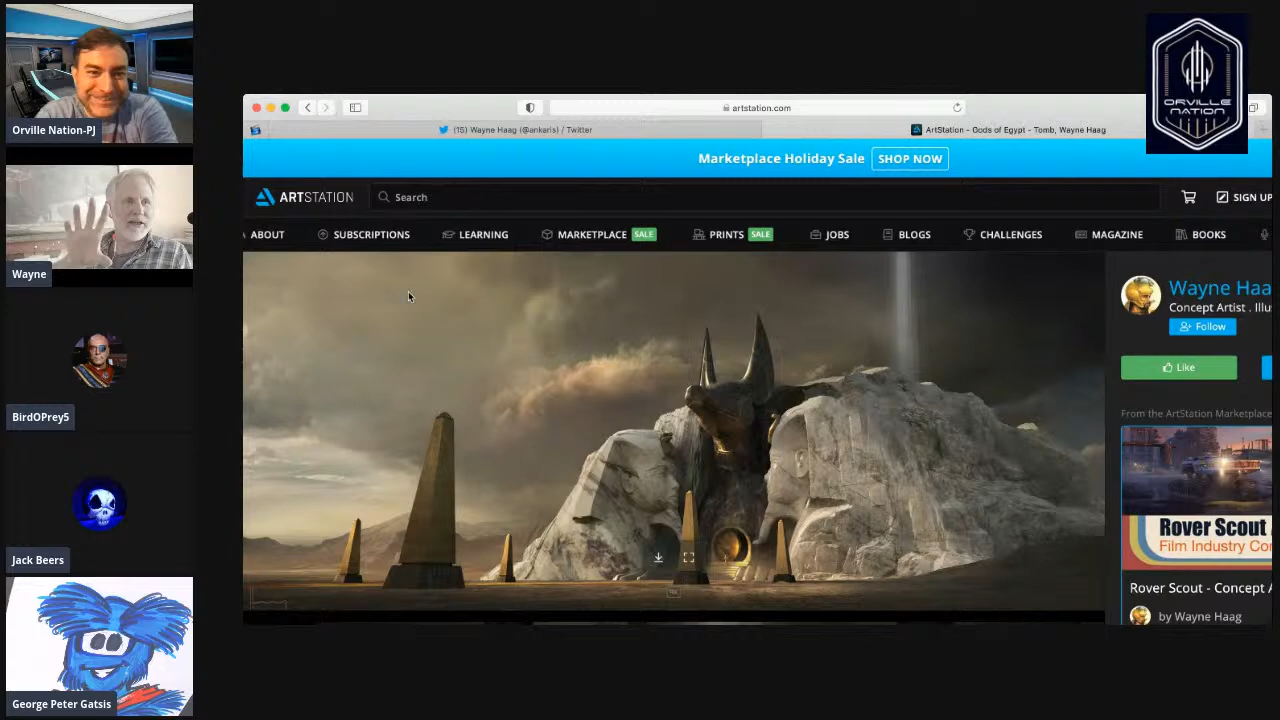 Orville Nation-PJ
Wayne
BirdOPrey5
Jack Beers
George Peter Gatsis
artstation.com
(15) Wayne Haag (@ankaris) / Twitter
ArtStation - Gods of Egypt - Tomb, Wayne Haag
ORVILLE
NATION
Marketplace Holiday Sale SHOP NOW
ARTSTATION Search SIGN UP
ABOUT SUBSCRIPTIONS LEARNING MARKETPLACE SALE PRINTS SALE JOBS BLOGS CHALLENGES MAGAZINE BOOKS
Wayne Haa
Concept Artist . Illu
Follow
Like
From the ArtStation Marketplace
Rover Scout
Film Industry Co
Rover Scout - Concept A
by Wayne Haag